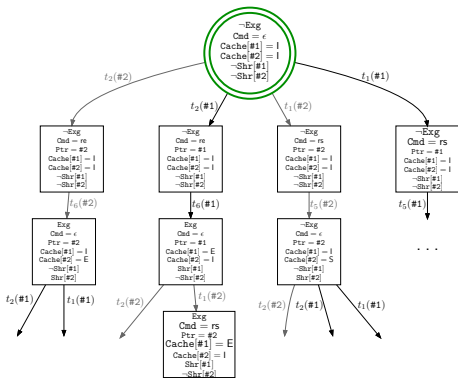 ¬Exg
Cmd = ϵ
Cache[#1] = I
Cache[#2] = I
¬Shr[#1]
¬Shr[#2]
t₂(#2)
t₂(#1)
t₁(#2)
t₁(#1)
¬Exg
Cmd = re
Ptr = #2
Cache[#1] = I
Cache[#2] = I
¬Shr[#1]
¬Shr[#2]
¬Exg
Cmd = re
Ptr = #1
Cache[#1] = I
Cache[#2] = I
¬Shr[#1]
¬Shr[#2]
¬Exg
Cmd = rs
Ptr = #2
Cache[#1] = I
Cache[#2] = I
¬Shr[#1]
¬Shr[#2]
¬Exg
Cmd = rs
Ptr = #1
Cache[#1] = I
Cache[#2] = I
¬Shr[#1]
¬Shr[#2]
t₆(#2)
t₆(#1)
t₅(#2)
t₅(#1)
Exg
Cmd = ϵ
Ptr = #2
Cache[#1] = I
Cache[#2] = E
¬Shr[#1]
Shr[#2]
Exg
Cmd = ϵ
Ptr = #1
Cache[#1] = E
Cache[#2] = I
Shr[#1]
¬Shr[#2]
¬Exg
Cmd = ϵ
Ptr = #2
Cache[#1] = I
Cache[#2] = S
¬Shr[#1]
Shr[#2]
. . .
t₂(#1)
t₁(#1)
t₂(#2)
t₁(#2)
t₂(#2)
t₂(#1)
t₁(#1)
Exg
Cmd = rs
Ptr = #2
Cache[#1] = E
Cache[#2] = I
Shr[#1]
¬Shr[#2]